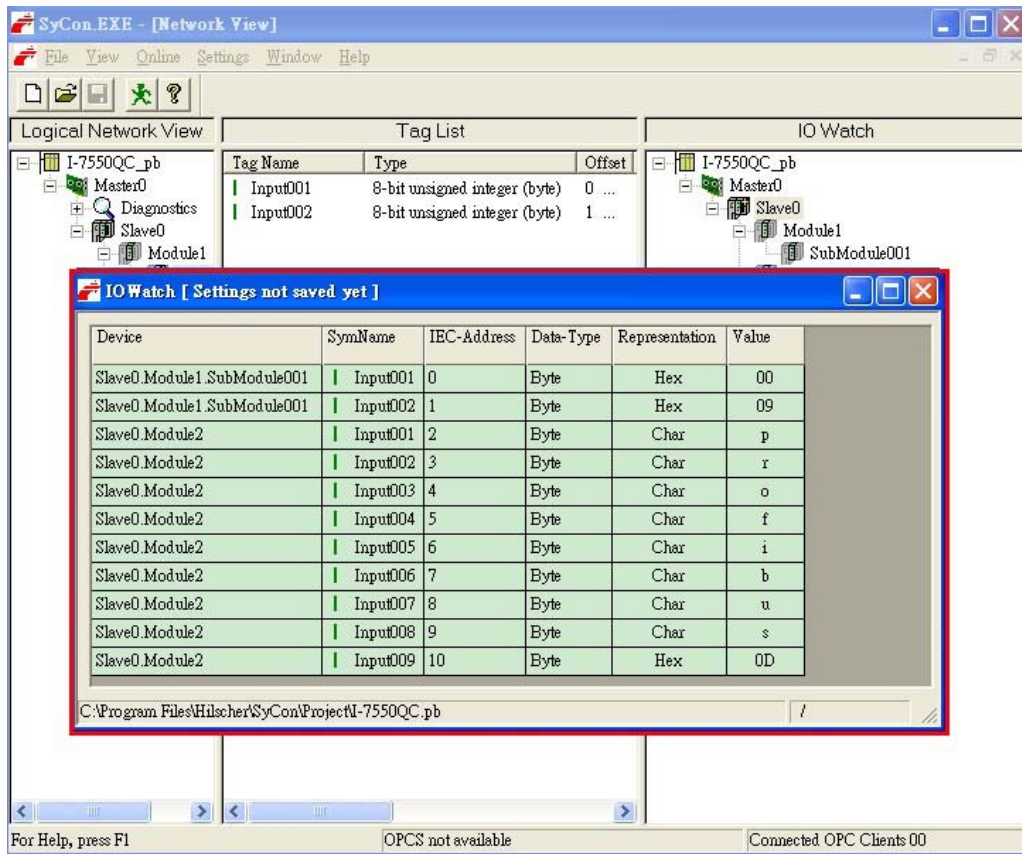 SyCon.EXE - [Network View]
File View Online Settings Window Help
Logical Network View Tag List IO Watch
I-7550QC_pb Tag Name Type Offset I-7550QC_pb
Master0 Input001 8-bit unsigned integer (byte) 0 ... Master0
Diagnostics Input002 8-bit unsigned integer (byte) 1 ... Slave0
Slave0 Module1
Module1 SubModule001
IO Watch [ Settings not saved yet ]
Device SymName IEC-Address Data-Type Representation Value
Slave0.Module1.SubModule001 Input001 0 Byte Hex 00
Slave0.Module1.SubModule001 Input002 1 Byte Hex 09
Slave0.Module2 Input001 2 Byte Char p
Slave0.Module2 Input002 3 Byte Char r
Slave0.Module2 Input003 4 Byte Char o
Slave0.Module2 Input004 5 Byte Char f
Slave0.Module2 Input005 6 Byte Char i
Slave0.Module2 Input006 7 Byte Char b
Slave0.Module2 Input007 8 Byte Char u
Slave0.Module2 Input008 9 Byte Char s
Slave0.Module2 Input009 10 Byte Hex 0D
C:\Program Files\Hilscher\SyCon\Project\I-7550QC.pb /
For Help, press F1 OPCS not available Connected OPC Clients 00